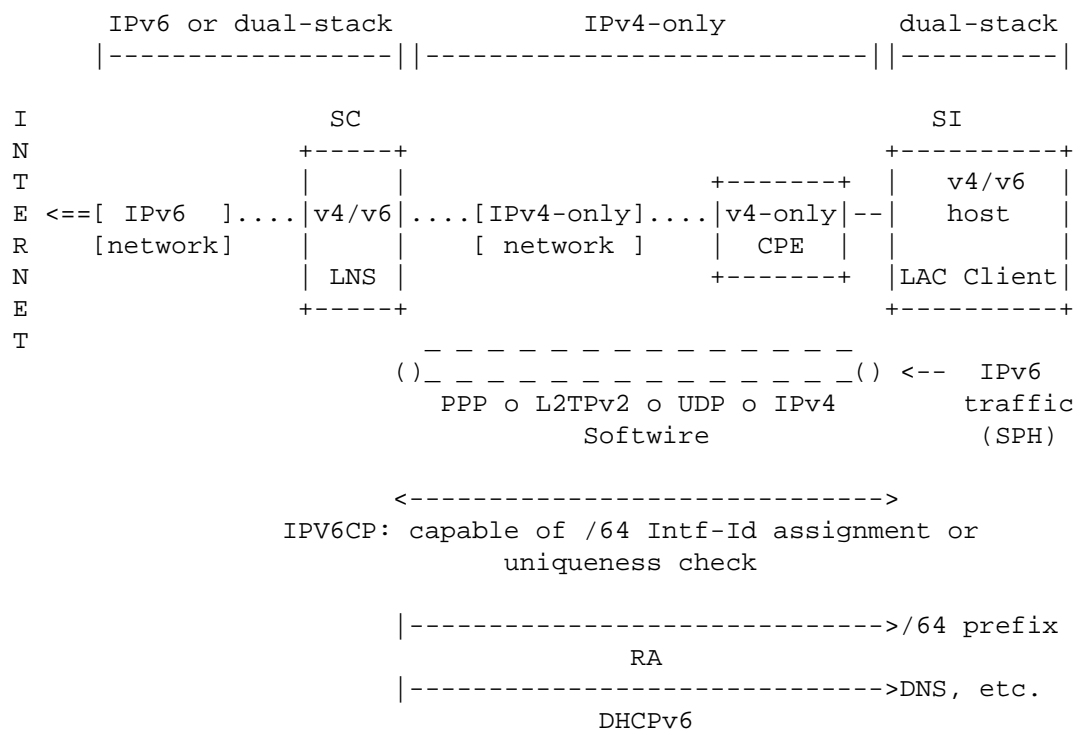 IPv6 or dual-stack IPv4-only dual-stack
|------------------||----------------------------||----------|
I SC SI
N +-----+ +----------+
T | | +-------+ | v4/v6 |
E <==[ IPv6 ]....|v4/v6|....[IPv4-only]....|v4-only|--| host |
R [network] | | [ network ] | CPE | | |
N | LNS | +-------+ |LAC Client|
E +-----+ +----------+
T
_ _ _ _ _ _ _ _ _ _ _ _ _ _
()_ _ _ _ _ _ _ _ _ _ _ _ _ _() <-- IPv6
PPP o L2TPv2 o UDP o IPv4 traffic
Softwire (SPH)
<------------------------------>
IPV6CP: capable of /64 Intf-Id assignment or
uniqueness check
|------------------------------>/64 prefix
RA
|------------------------------>DNS, etc.
DHCPv6